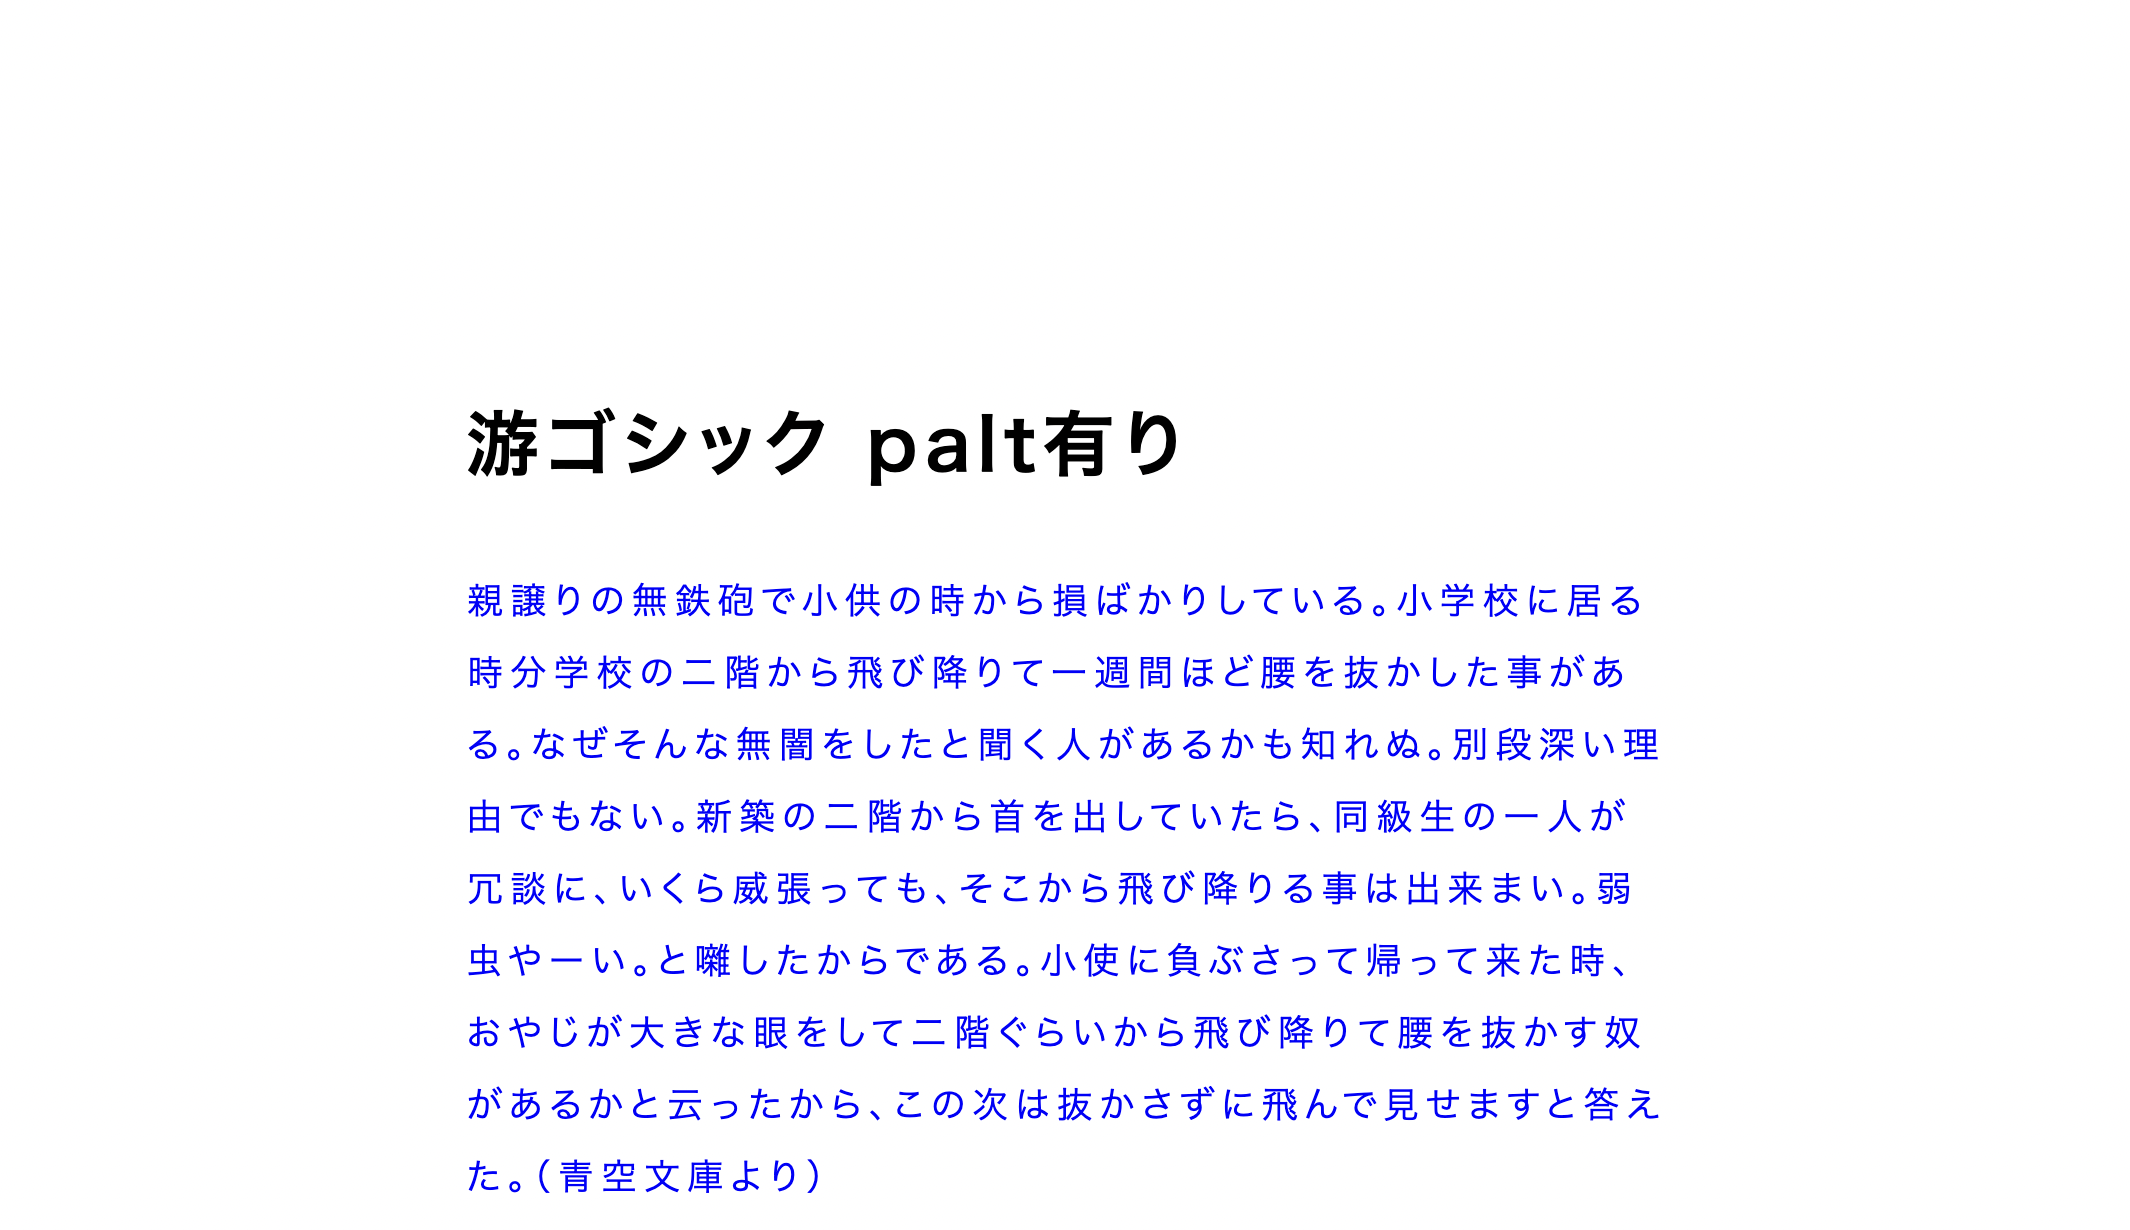 游ゴシック palt有り
親譲りの無鉄砲で小供の時から損ばかりしている。小学校に居る
時分学校の二階から飛び降りて一週間ほど腰を抜かした事があ
る。なぜそんな無闇をしたと聞く人があるかも知れぬ。別段深い理
由でもない。新築の二階から首を出していたら、同級生の一人が
冗談に、いくら威張っても、そこから飛び降りる事は出来まい。弱
虫やーい。と囃したからである。小使に負ぶさって帰って来た時、
おやじが大きな眼をして二階ぐらいから飛び降りて腰を抜かす奴
があるかと云ったから、この次は抜かさずに飛んで見せますと答え
た。（青空文庫より）